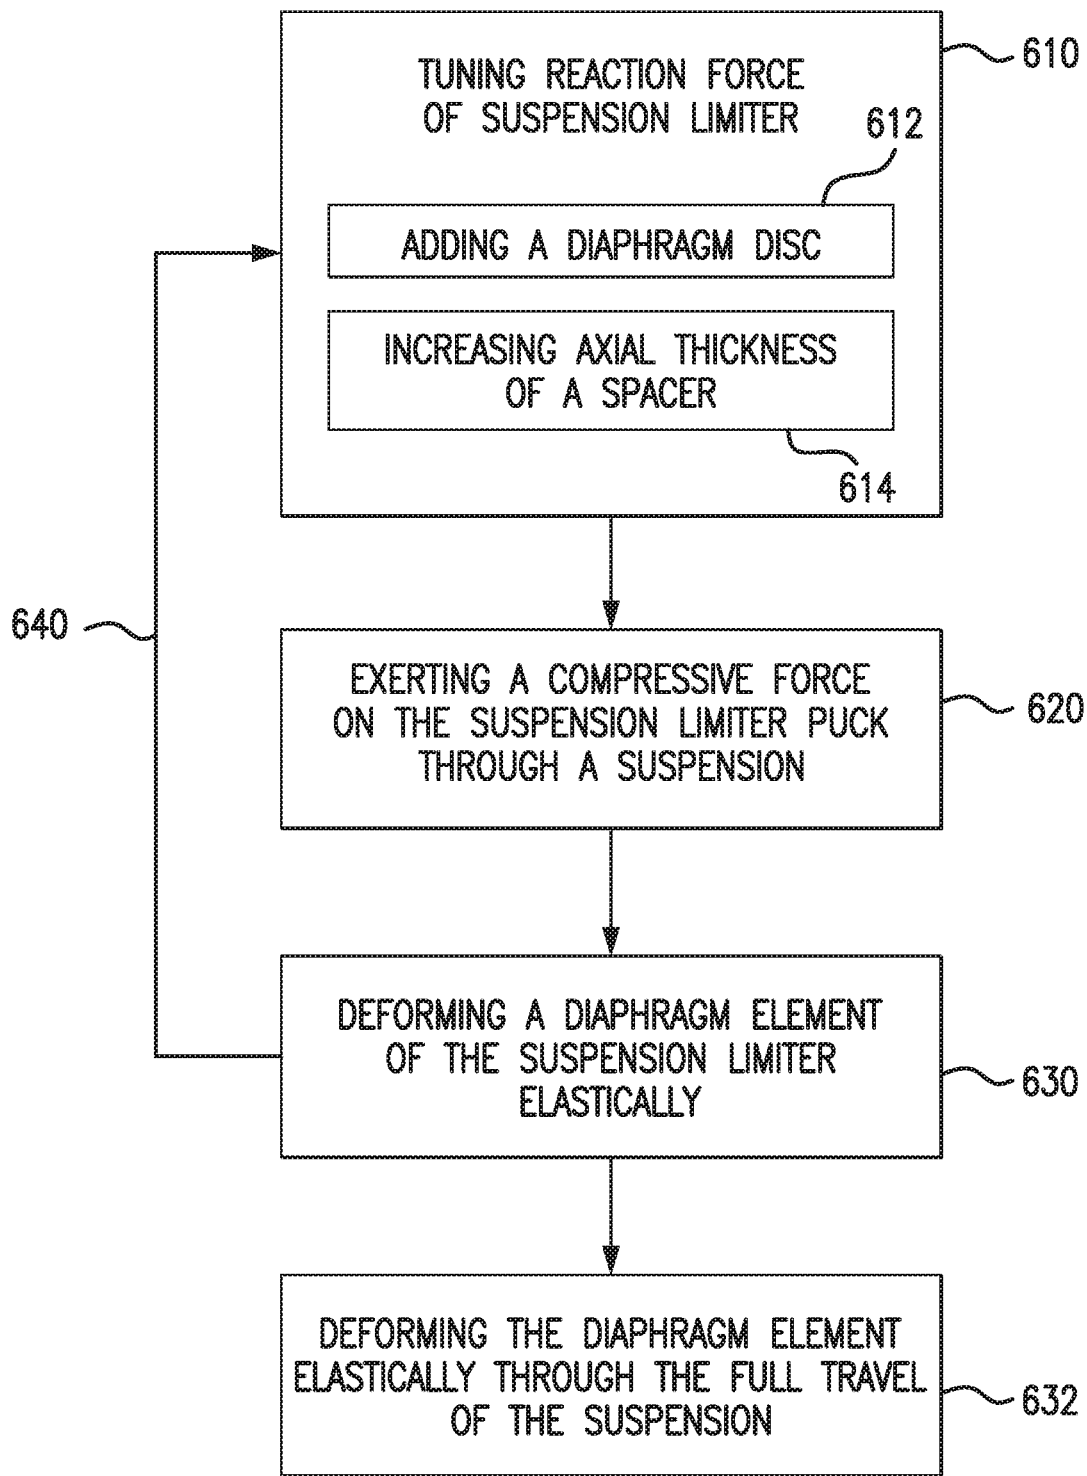 610
TUNING REACTION FORCE
OF SUSPENSION LIMITER
612
ADDING A DIAPHRAGM DISC
INCREASING AXIAL THICKNESS
OF A SPACER
614
640
EXERTING A COMPRESSIVE FORCE
ON THE SUSPENSION LIMITER PUCK
THROUGH A SUSPENSION
620
DEFORMING A DIAPHRAGM ELEMENT
OF THE SUSPENSION LIMITER
ELASTICALLY
630
DEFORMING THE DIAPHRAGM ELEMENT
ELASTICALLY THROUGH THE FULL TRAVEL
OF THE SUSPENSION
632